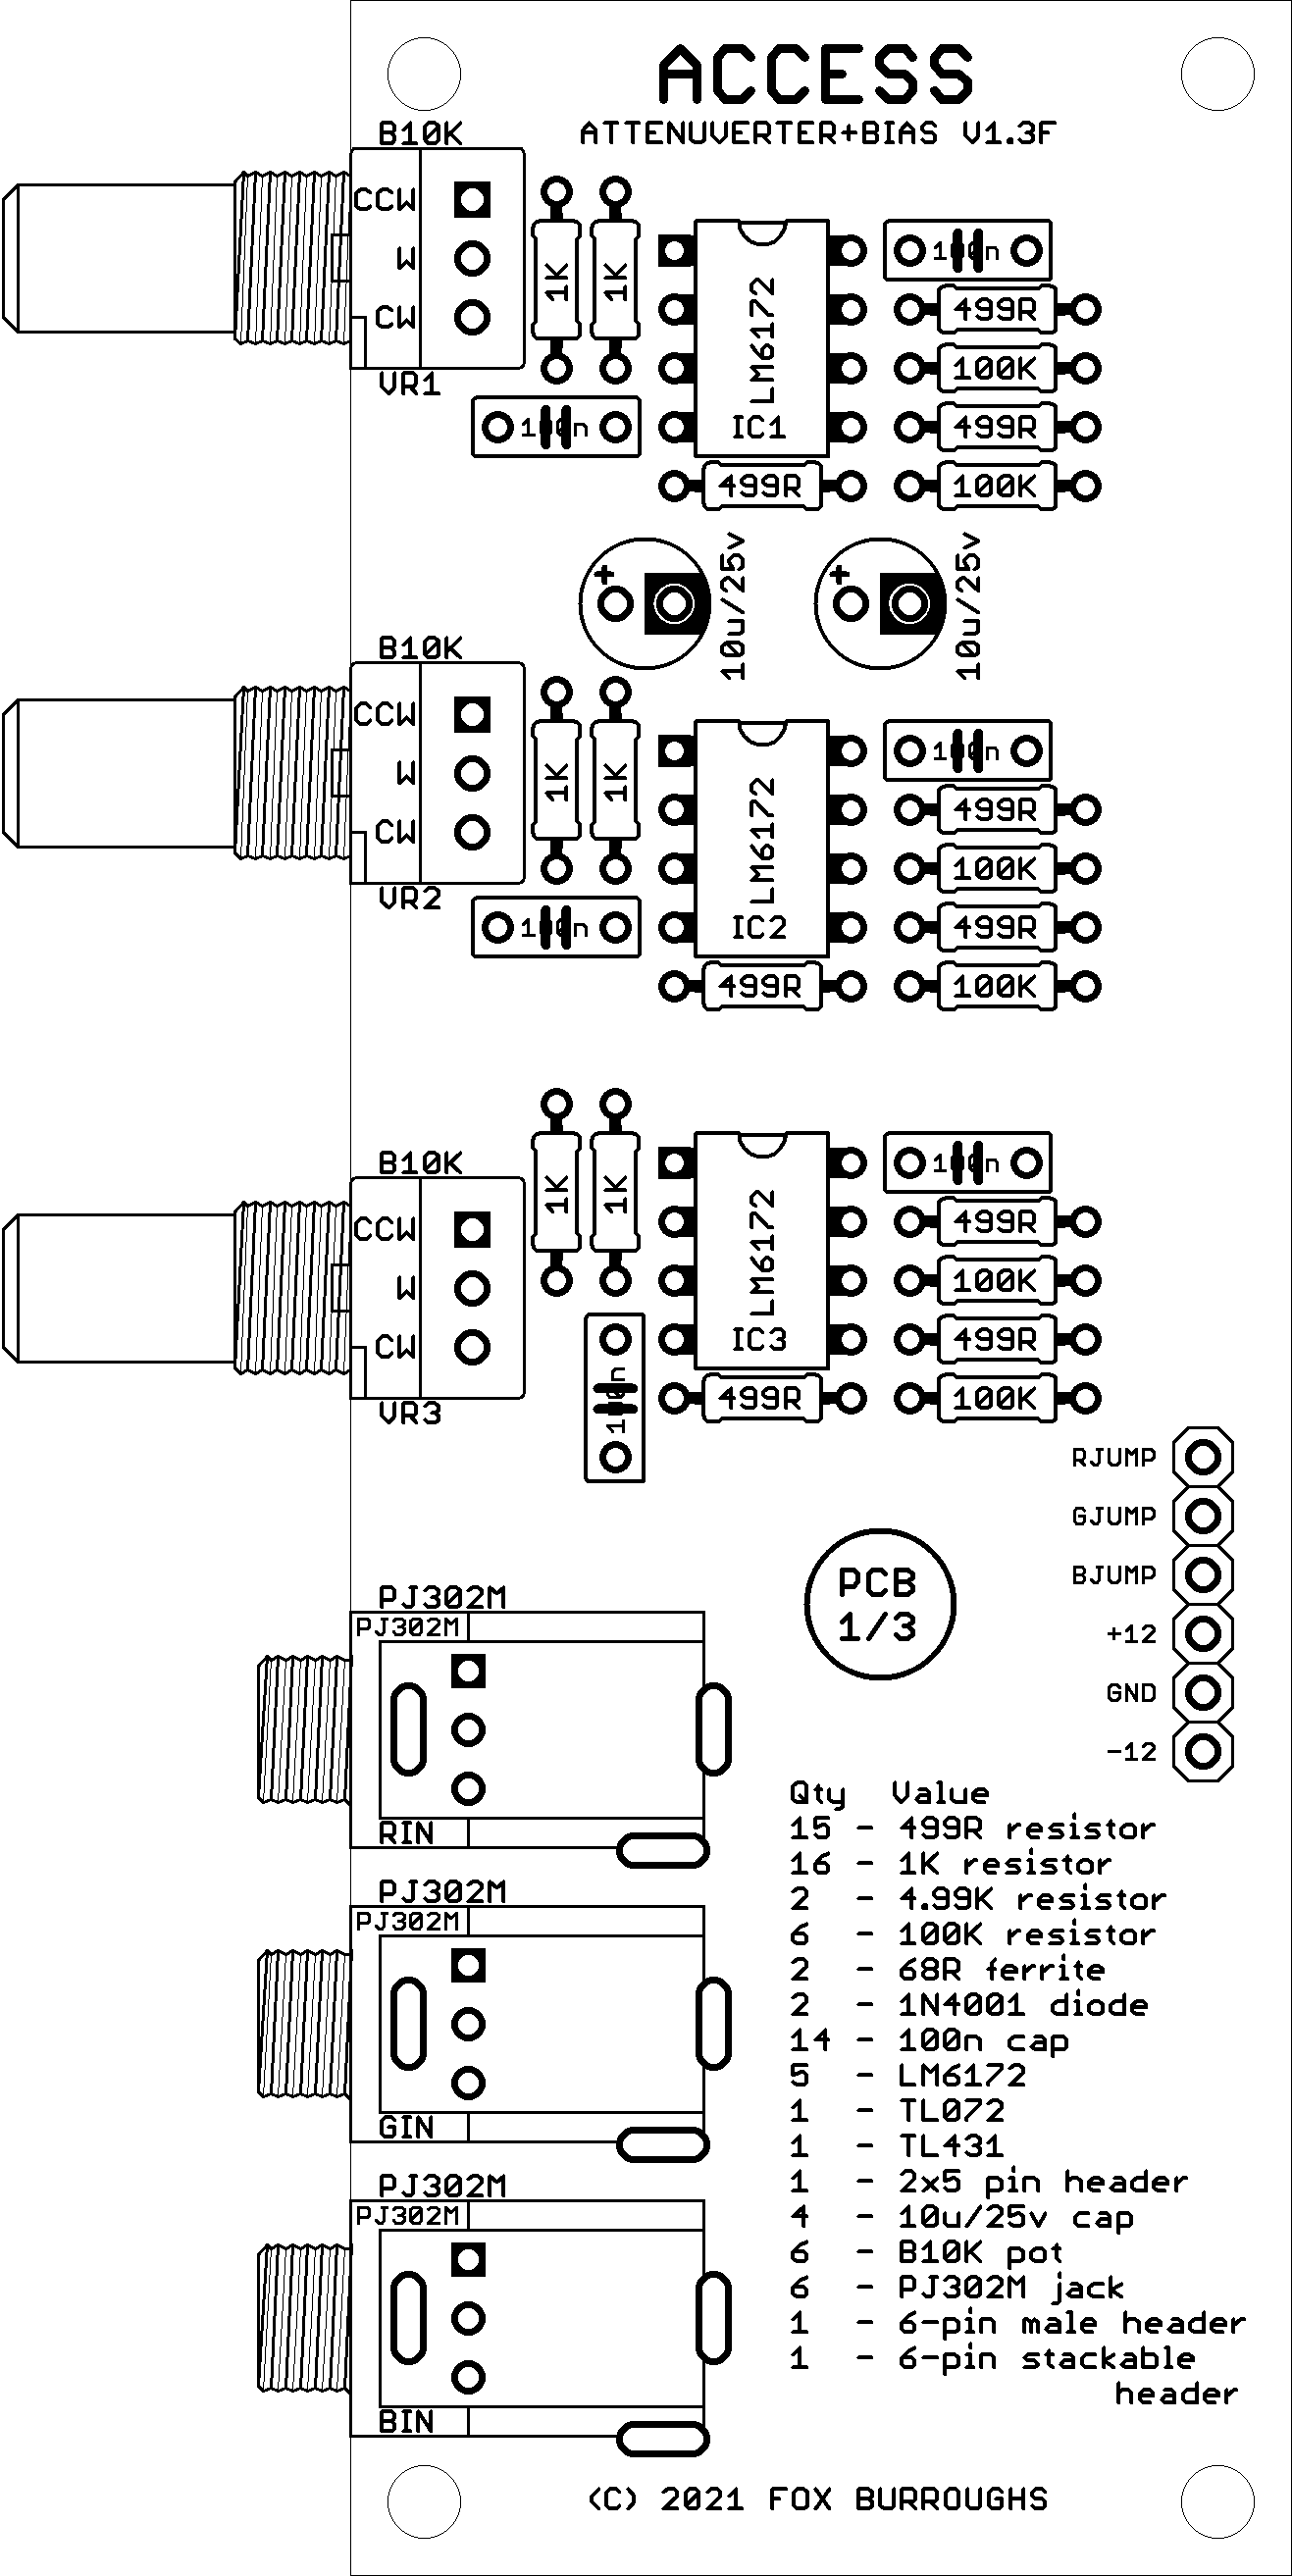 ACCESS
ATTENUVERTER+BIAS V1.3F
B10K
CCW
W
CW
VR1
1K
1K
100n
LM6172
IC1
499R
100n
499R
100K
499R
100K
10u/25v
10u/25v
B10K
CCW
W
CW
VR2
1K
1K
100n
LM6172
IC2
499R
100n
499R
100K
499R
100K
B10K
CCW
W
CW
VR3
1K
1K
100n
LM6172
IC3
499R
100n
499R
100K
499R
100K
RJUMP
GJUMP
BJUMP
+12
GND
-12
PCB
1/3
PJ302M
PJ302M
RIN
PJ302M
PJ302M
GIN
PJ302M
PJ302M
BIN
Qty Value
15 - 499R resistor
16 - 1K resistor
2 - 4.99K resistor
6 - 100K resistor
2 - 68R ferrite
2 - 1N4001 diode
14 - 100n cap
5 - LM6172
1 - TL072
1 - TL431
1 - 2x5 pin header
4 - 10u/25v cap
6 - B10K pot
6 - PJ302M jack
1 - 6-pin male header
1 - 6-pin stackable
header
(C) 2021 FOX BURROUGHS